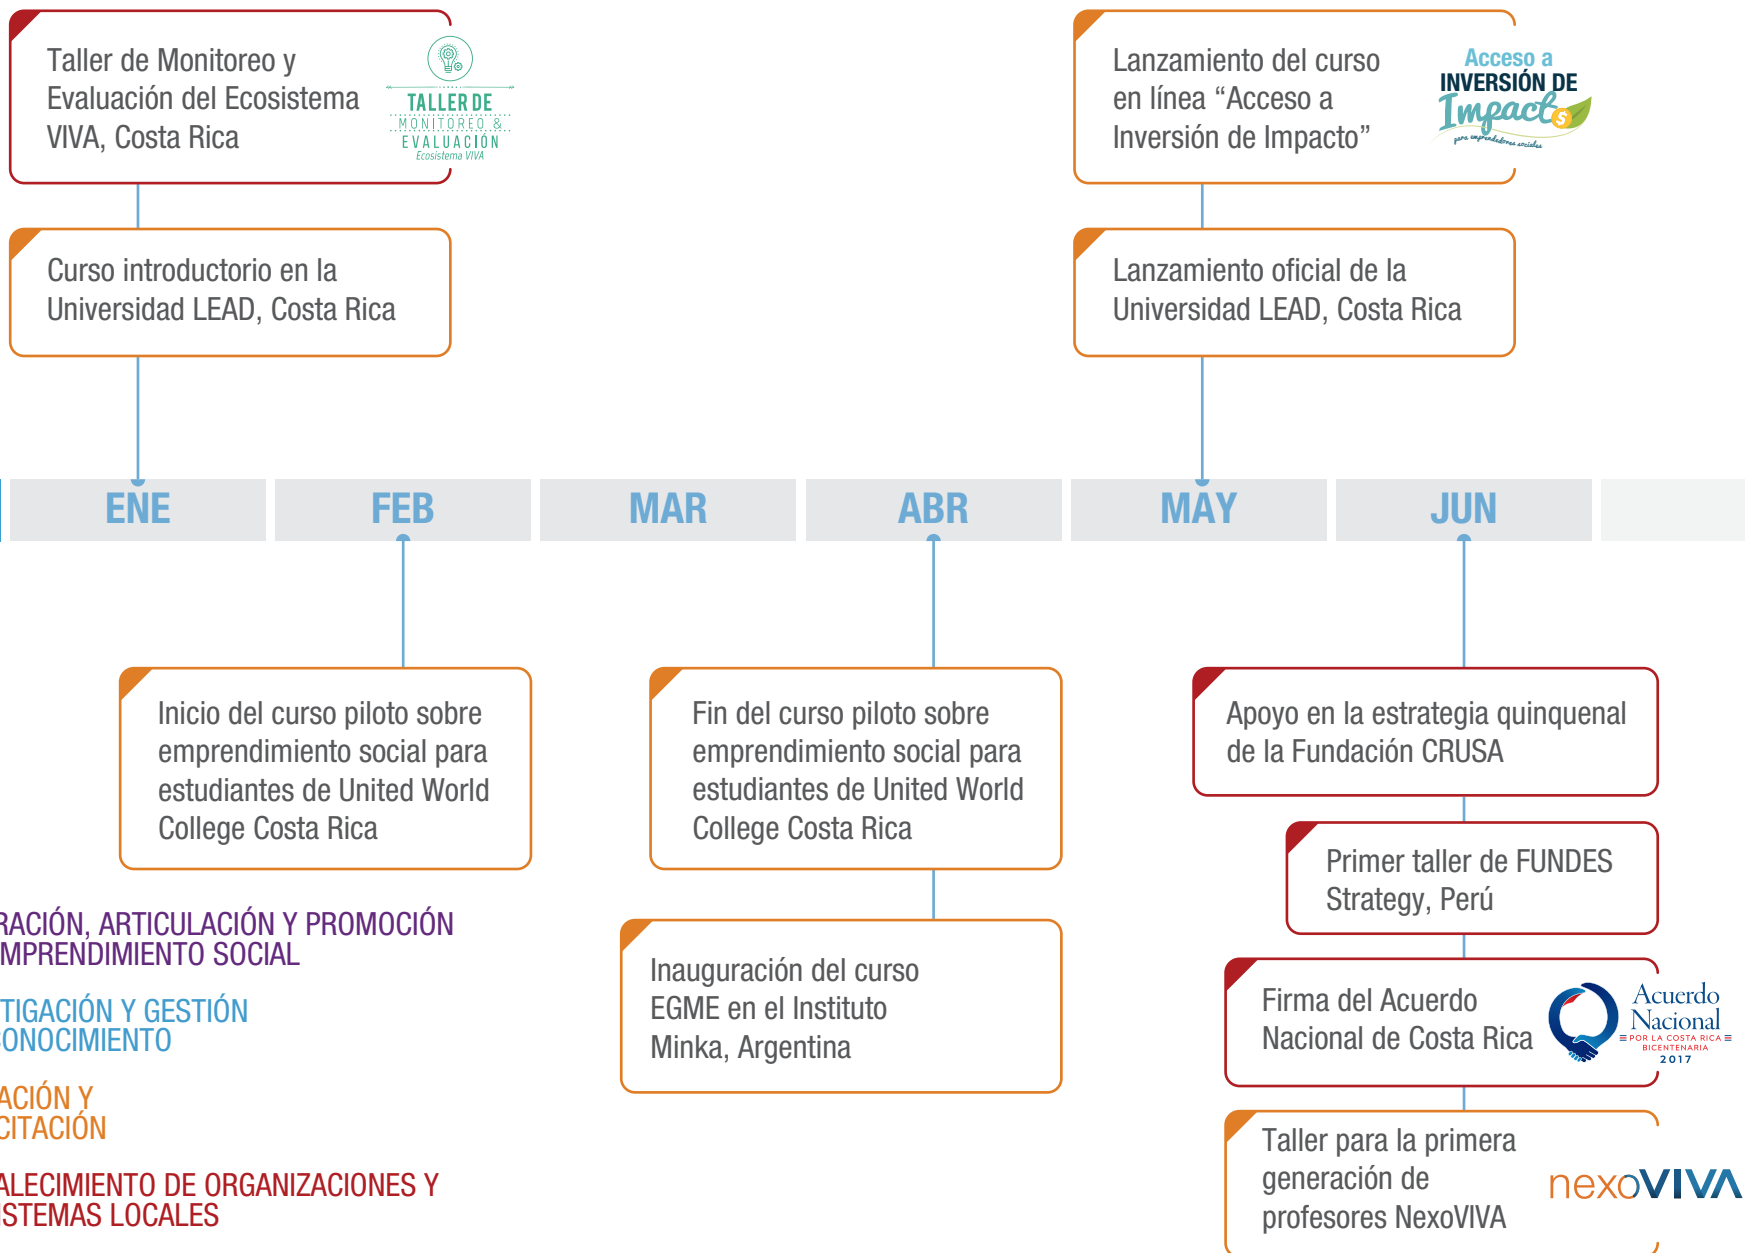 Taller de Monitoreo y
Evaluación del Ecosistema
VIVA, Costa Rica
TALLER DE
MONITOREO &
EVALUACIÓN
Ecosistema VIVA
Lanzamiento del curso
en línea “Acceso a
Inversión de Impacto”
Acceso a
INVERSIÓN DE
Impacto
para emprendedores sociales
Curso introductorio en la
Universidad LEAD, Costa Rica
Lanzamiento oficial de la
Universidad LEAD, Costa Rica
ENE FEB MAR ABR MAY JUN
Inicio del curso piloto sobre
emprendimiento social para
estudiantes de United World
College Costa Rica
Fin del curso piloto sobre
emprendimiento social para
estudiantes de United World
College Costa Rica
Inauguración del curso
EGME en el Instituto
Minka, Argentina
Apoyo en la estrategia quinquenal
de la Fundación CRUSA
Primer taller de FUNDES
Strategy, Perú
Firma del Acuerdo
Nacional de Costa Rica
Acuerdo
Nacional
POR LA COSTA RICA
BICENTENARIA
2017
Taller para la primera
generación de
profesores NexoVIVA
nexoVIVA
RACIÓN, ARTICULACIÓN Y PROMOCIÓN
MPRENDIMIENTO SOCIAL
TIGACIÓN Y GESTIÓN
CONOCIMIENTO
ACIÓN Y
CITACIÓN
ALECIMIENTO DE ORGANIZACIONES Y
ISTEMAS LOCALES